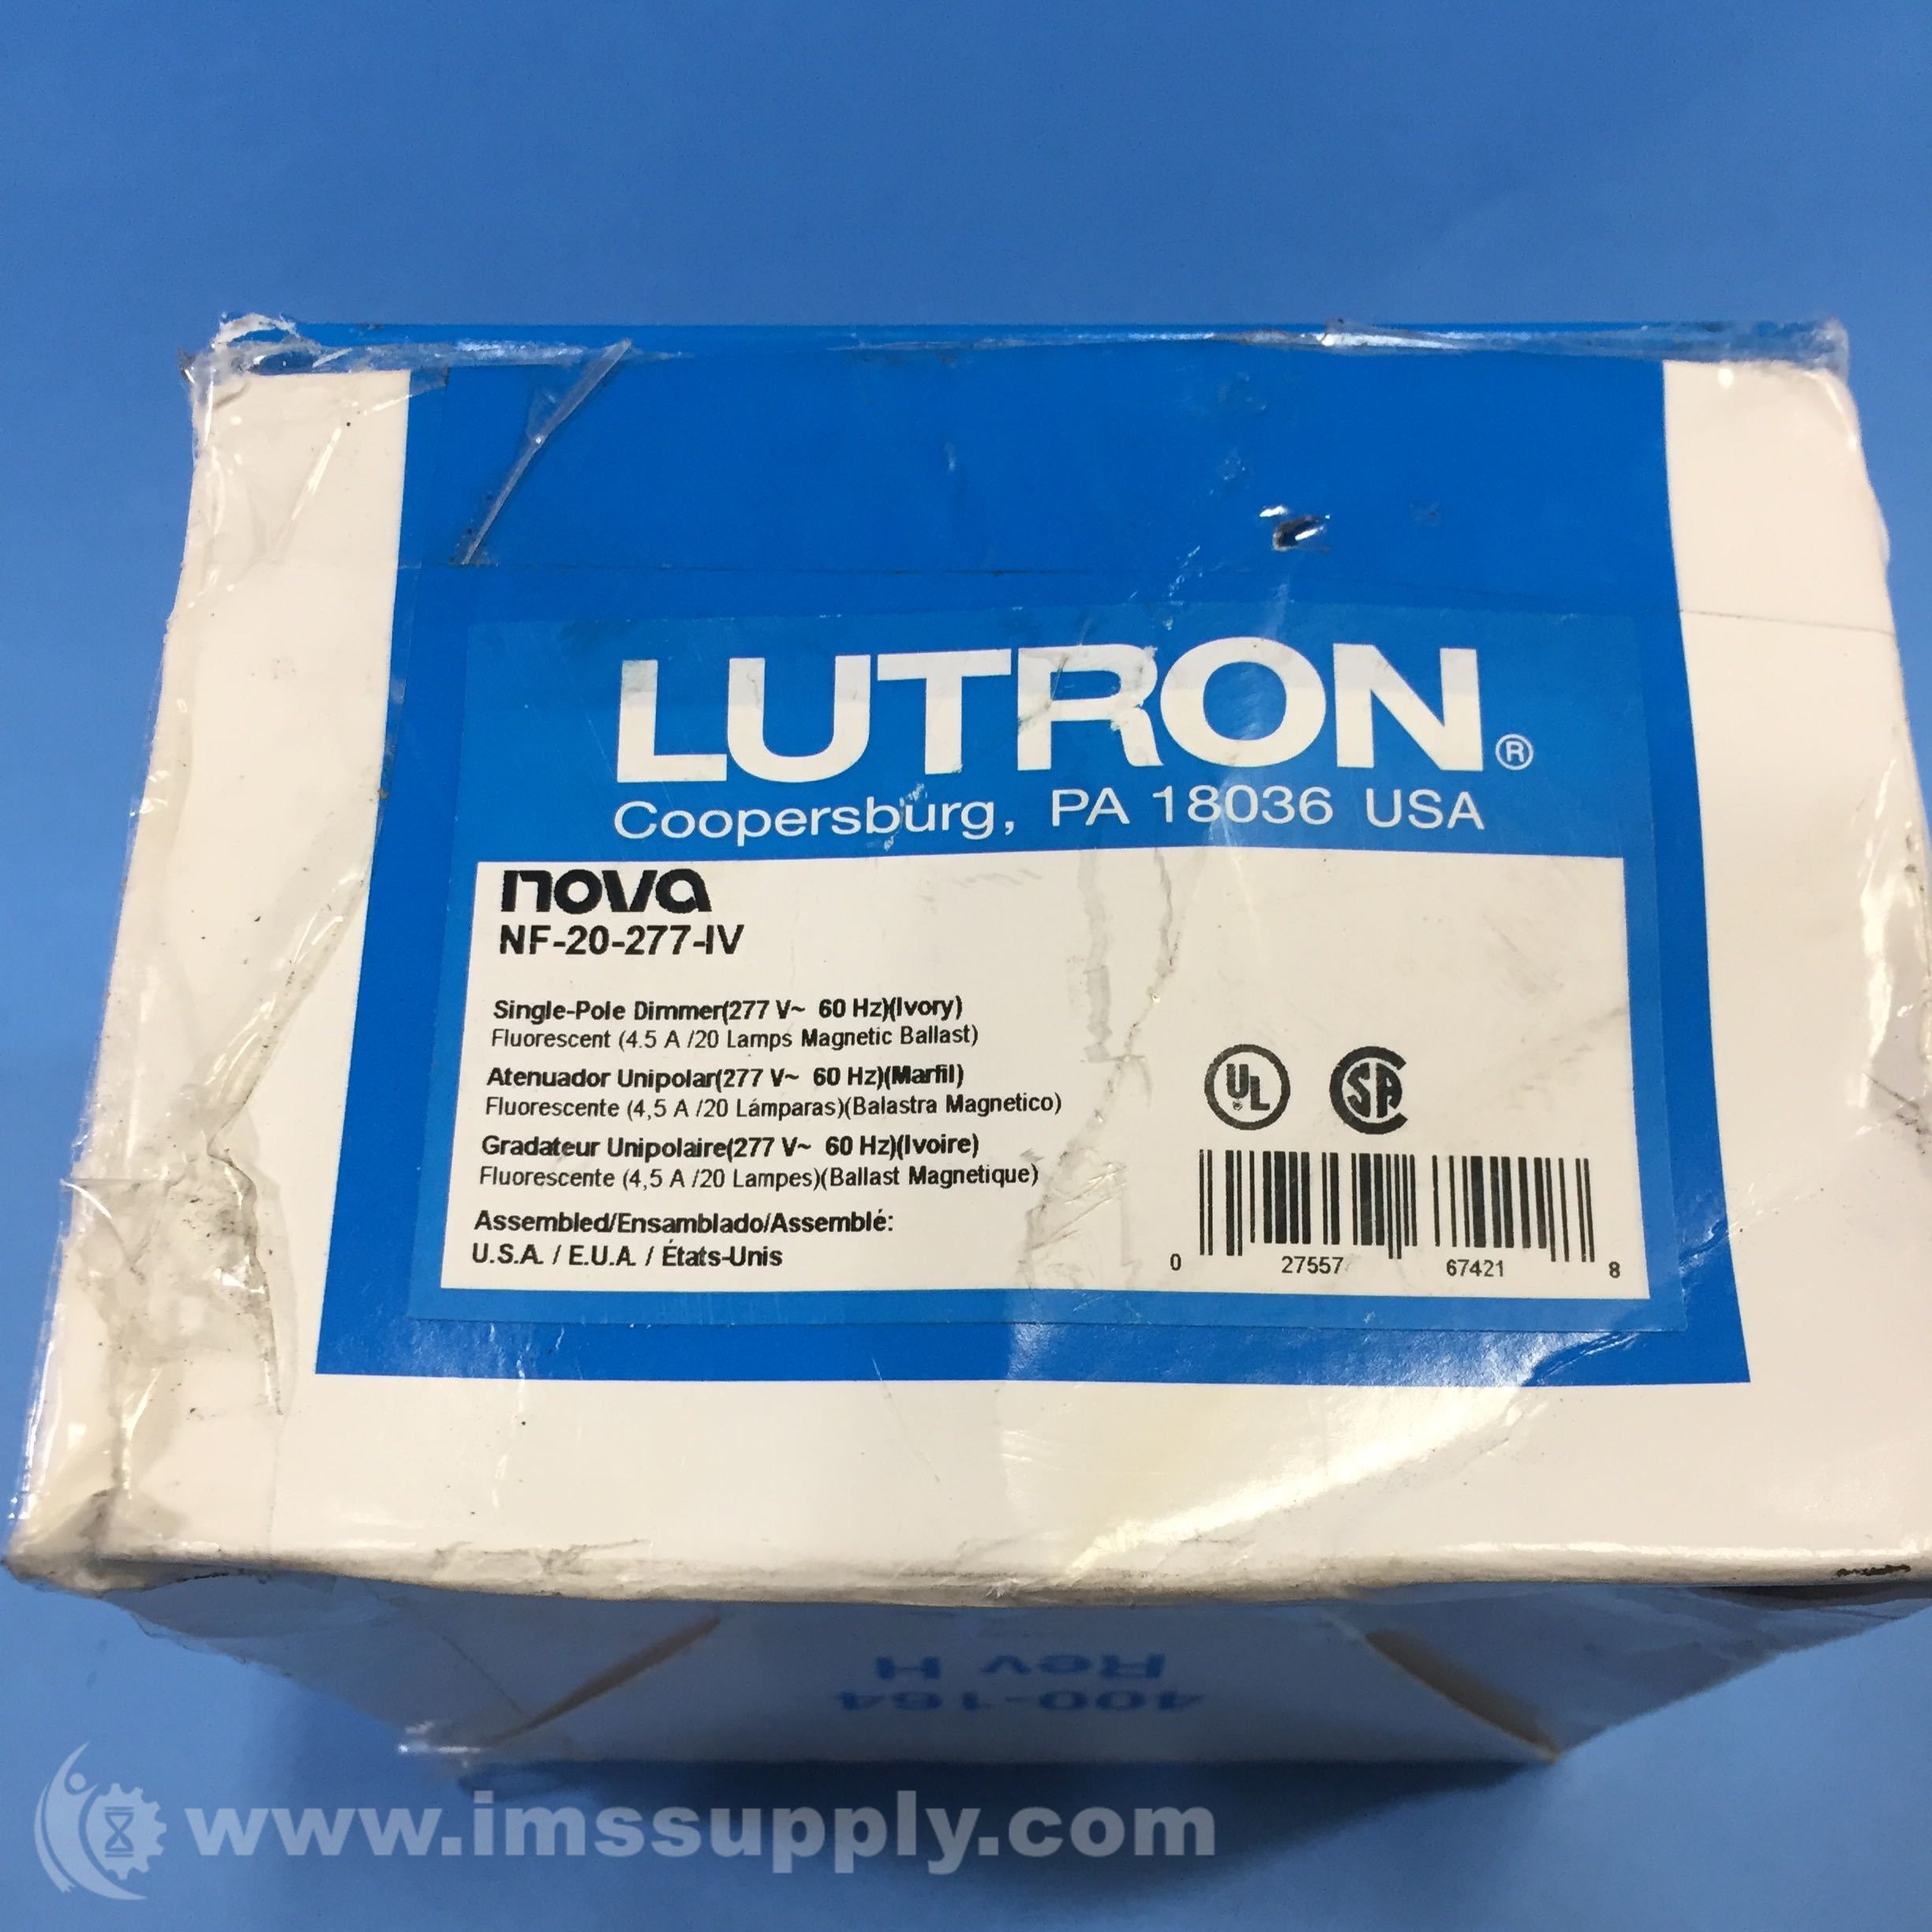 LUTRON®
Coopersburg, PA 18036 USA
nova
NF-20-277-IV
Single-Pole Dimmer(277 V~ 60 Hz)(Ivory)
Fluorescent (4.5 A /20 Lamps Magnetic Ballast)
Atenuador Unipolar(277 V~ 60 Hz)(Marfil)
Fluorescente (4,5 A /20 Lámparas)(Balastra Magnetico)
Gradateur Unipolaire(277 V~ 60 Hz)(Ivoire)
Fluorescente (4,5 A /20 Lampes)(Ballast Magnetique)
Assembled/Ensamblado/Assemblé:
U.S.A. / E.U.A. / États-Unis
UL
SA
0 27557 67421 8
400-164
Rev H
www.imssupply.com